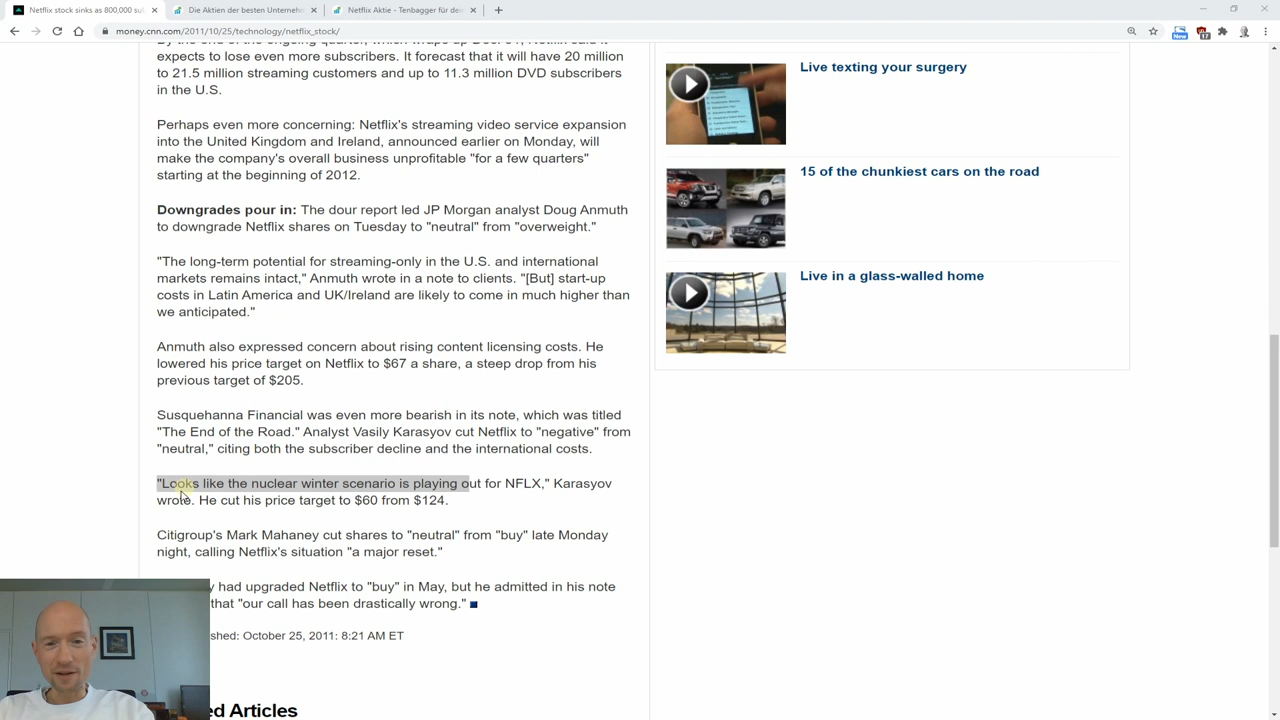 Netflix stock sinks as 800,000 su
Die Aktien der besten Unternehm
Netflix Aktie - Tenbagger für de
money.cnn.com/2011/10/25/technology/netflix_stock/
New
17
expects to lose even more subscribers. It forecast that it will have 20 million
to 21.5 million streaming customers and up to 11.3 million DVD subscribers
in the U.S.
Perhaps even more concerning: Netflix's streaming video service expansion
into the United Kingdom and Ireland, announced earlier on Monday, will
make the company's overall business unprofitable "for a few quarters"
starting at the beginning of 2012.
Downgrades pour in: The dour report led JP Morgan analyst Doug Anmuth
to downgrade Netflix shares on Tuesday to "neutral" from "overweight."
"The long-term potential for streaming-only in the U.S. and international
markets remains intact," Anmuth wrote in a note to clients. "[But] start-up
costs in Latin America and UK/Ireland are likely to come in much higher than
we anticipated."
Anmuth also expressed concern about rising content licensing costs. He
lowered his price target on Netflix to $67 a share, a steep drop from his
previous target of $205.
Susquehanna Financial was even more bearish in its note, which was titled
"The End of the Road." Analyst Vasily Karasyov cut Netflix to "negative" from
"neutral," citing both the subscriber decline and the international costs.
"Looks like the nuclear winter scenario is playing out for NFLX," Karasyov
wrote. He cut his price target to $60 from $124.
Citigroup's Mark Mahaney cut shares to "neutral" from "buy" late Monday
night, calling Netflix's situation "a major reset."
y had upgraded Netflix to "buy" in May, but he admitted in his note
that "our call has been drastically wrong."
shed: October 25, 2011: 8:21 AM ET
ed Articles
Live texting your surgery
15 of the chunkiest cars on the road
Live in a glass-walled home